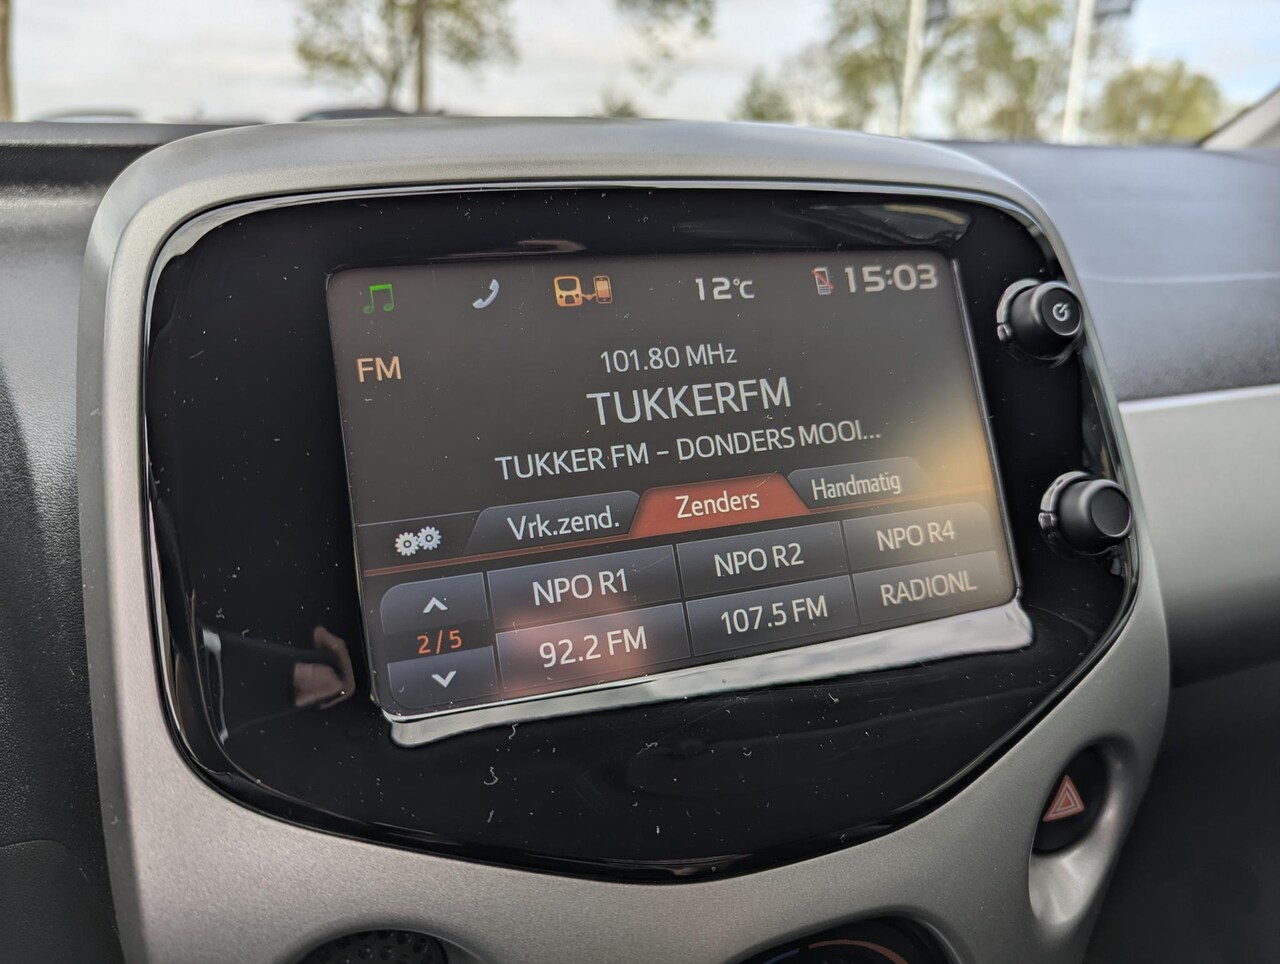 12°C
15:03
FM
101.80 MHz
TUKKERFM
TUKKER FM - DONDERS MOOI...
Vrk.zend.
Zenders
Handmatig
2/5
NPO R1
NPO R2
NPO R4
92.2 FM
107.5 FM
RADIONL